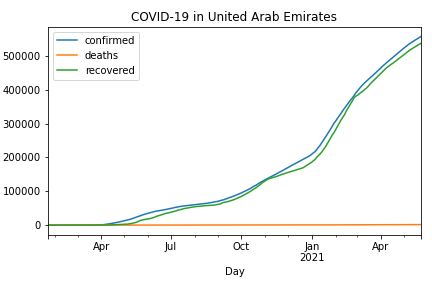 COVID-19 in United Arab Emirates
confirmed
deaths
recovered
500000
400000
300000
200000
100000
0
Apr Jul Oct Jan Apr
2021
Day